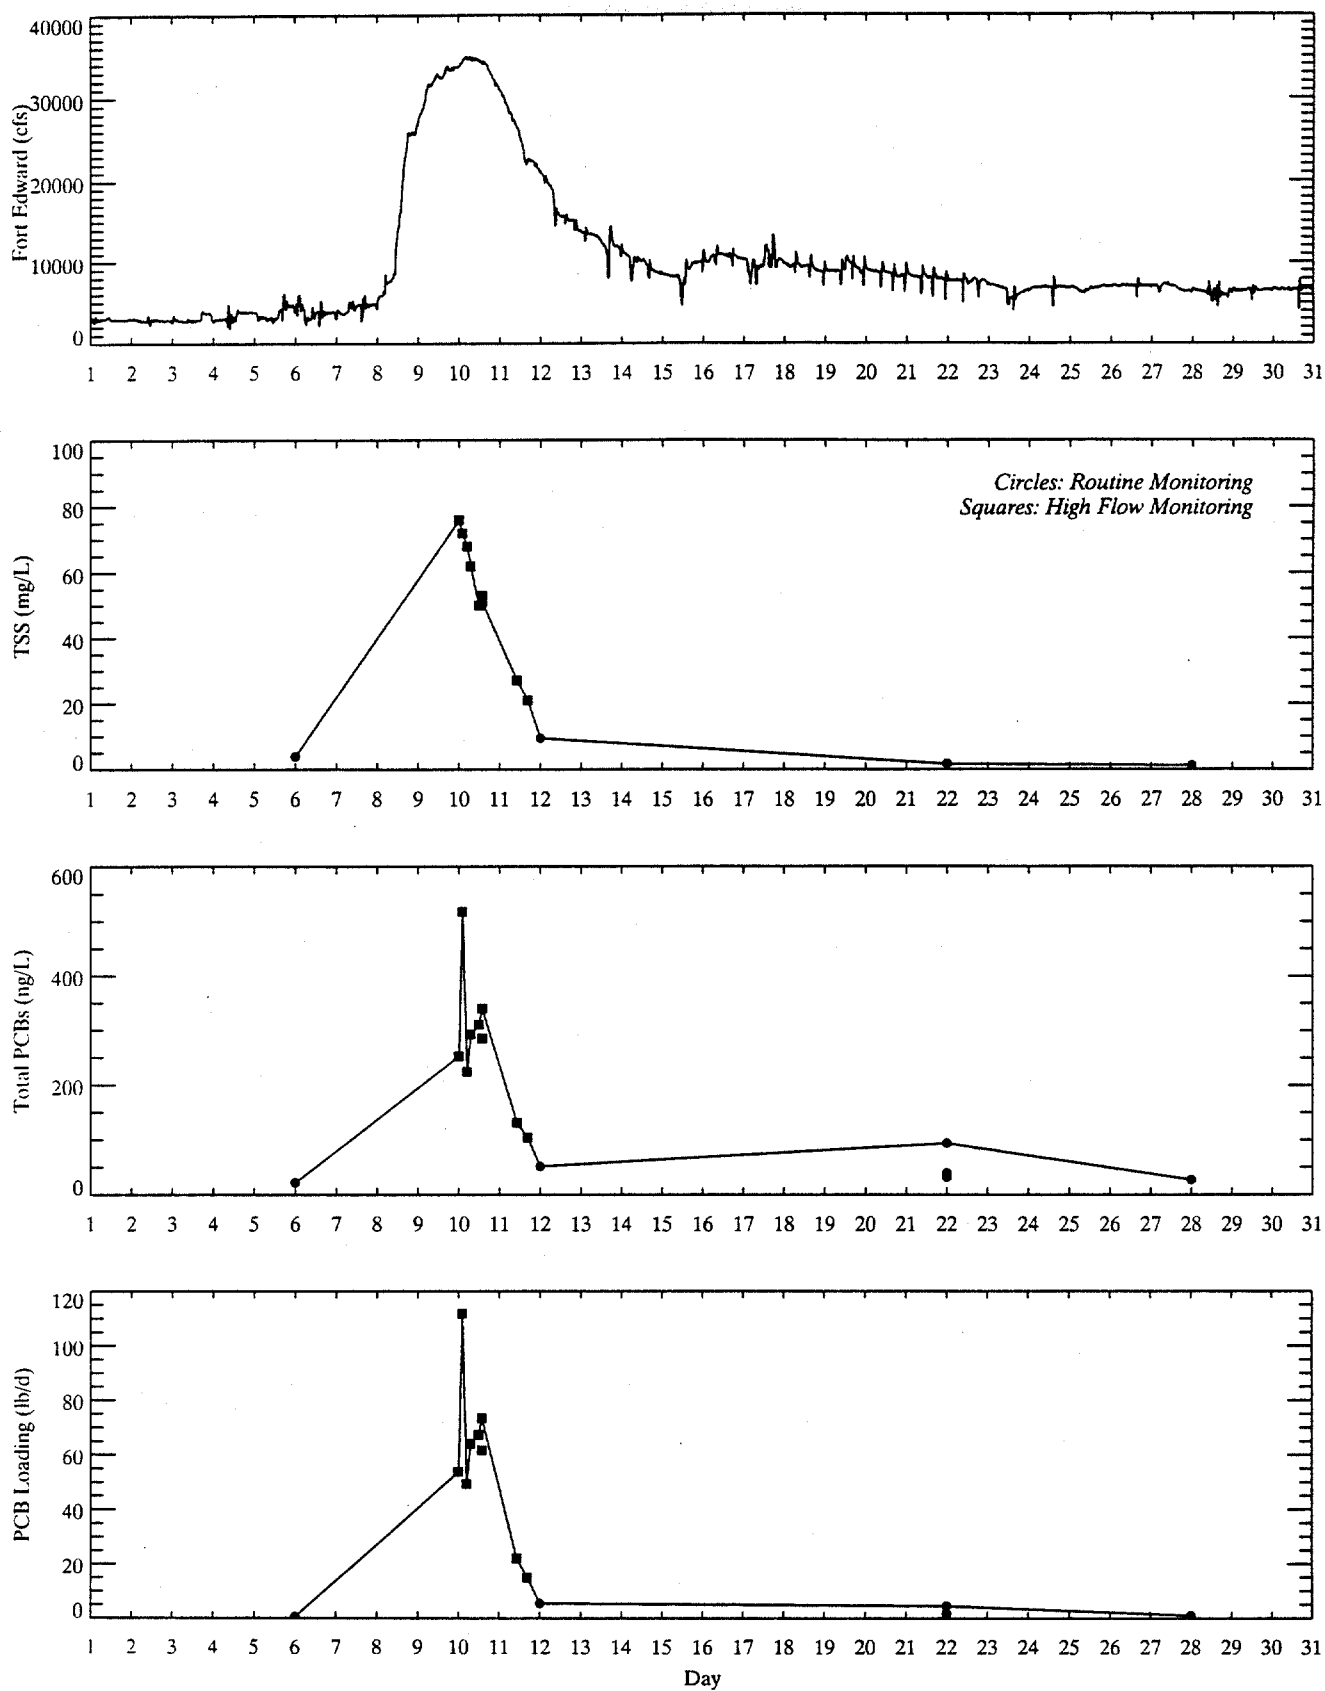 40000
30000
20000
10000
0
Fort Edward (cfs)
1 2 3 4 5 6 7 8 9 10 11 12 13 14 15 16 17 18 19 20 21 22 23 24 25 26 27 28 29 30 31
100
80
60
40
20
0
TSS (mg/L)
Circles: Routine Monitoring
Squares: High Flow Monitoring
1 2 3 4 5 6 7 8 9 10 11 12 13 14 15 16 17 18 19 20 21 22 23 24 25 26 27 28 29 30 31
600
400
200
0
Total PCBs (ng/L)
1 2 3 4 5 6 7 8 9 10 11 12 13 14 15 16 17 18 19 20 21 22 23 24 25 26 27 28 29 30 31
120
100
80
60
40
20
0
PCB Loading (lb/d)
1 2 3 4 5 6 7 8 9 10 11 12 13 14 15 16 17 18 19 20 21 22 23 24 25 26 27 28 29 30 31
Day